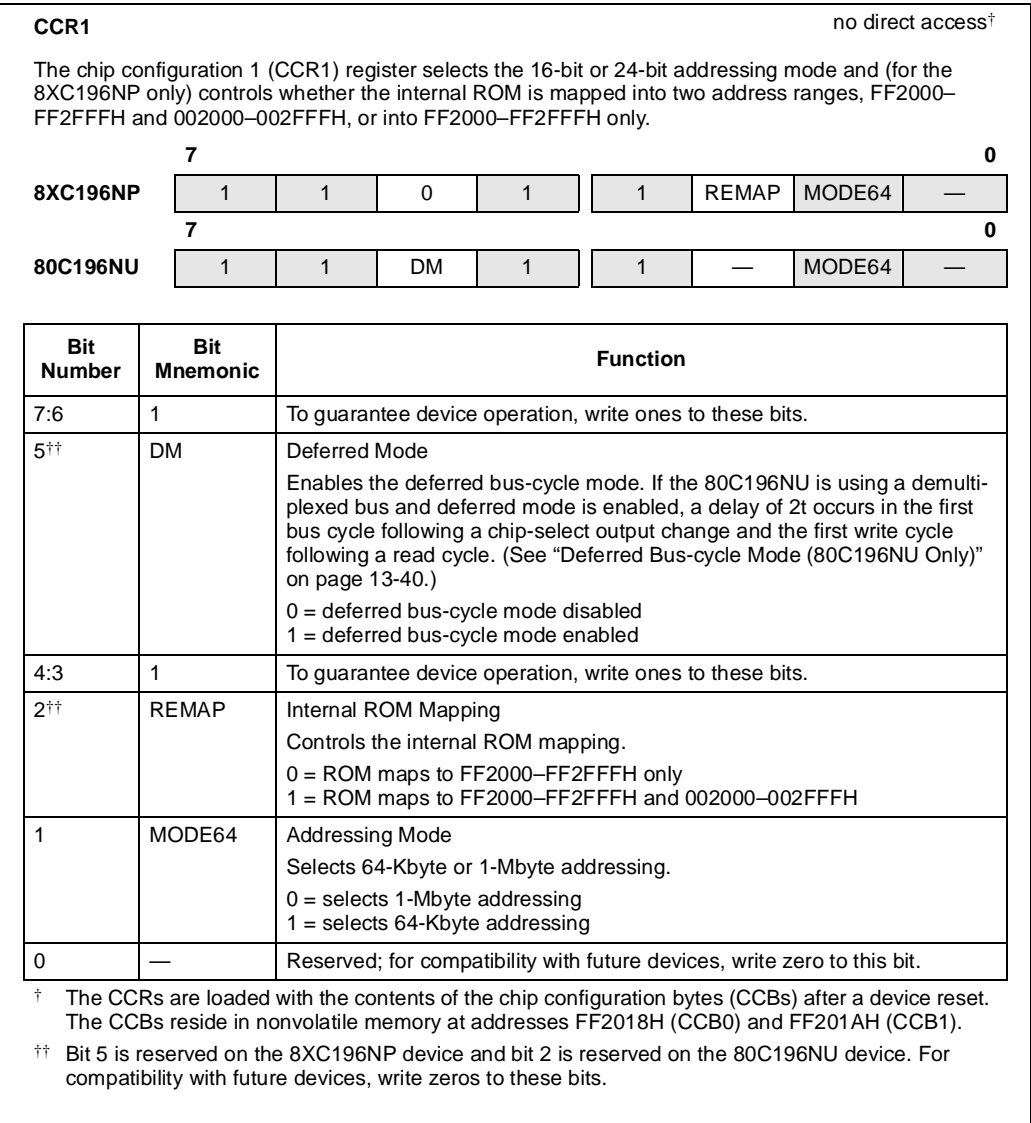 CCR1 no direct access†
The chip configuration 1 (CCR1) register selects the 16-bit or 24-bit addressing mode and (for the
8XC196NP only) controls whether the internal ROM is mapped into two address ranges, FF2000–
FF2FFFH and 002000–002FFFH, or into FF2000–FF2FFFH only.
7 0
8XC196NP 1 1 0 1 1 REMAP MODE64 —
7 0
80C196NU 1 1 DM 1 1 — MODE64 —
Bit Number Bit Mnemonic Function
7:6 1 To guarantee device operation, write ones to these bits.
5†† DM Deferred Mode
Enables the deferred bus-cycle mode. If the 80C196NU is using a demulti-
plexed bus and deferred mode is enabled, a delay of 2t occurs in the first
bus cycle following a chip-select output change and the first write cycle
following a read cycle. (See “Deferred Bus-cycle Mode (80C196NU Only)”
on page 13-40.)
0 = deferred bus-cycle mode disabled
1 = deferred bus-cycle mode enabled
4:3 1 To guarantee device operation, write ones to these bits.
2†† REMAP Internal ROM Mapping
Controls the internal ROM mapping.
0 = ROM maps to FF2000–FF2FFFH only
1 = ROM maps to FF2000–FF2FFFH and 002000–002FFFH
1 MODE64 Addressing Mode
Selects 64-Kbyte or 1-Mbyte addressing.
0 = selects 1-Mbyte addressing
1 = selects 64-Kbyte addressing
0 — Reserved; for compatibility with future devices, write zero to this bit.
† The CCRs are loaded with the contents of the chip configuration bytes (CCBs) after a device reset.
The CCBs reside in nonvolatile memory at addresses FF2018H (CCB0) and FF201AH (CCB1).
†† Bit 5 is reserved on the 8XC196NP device and bit 2 is reserved on the 80C196NU device. For
compatibility with future devices, write zeros to these bits.